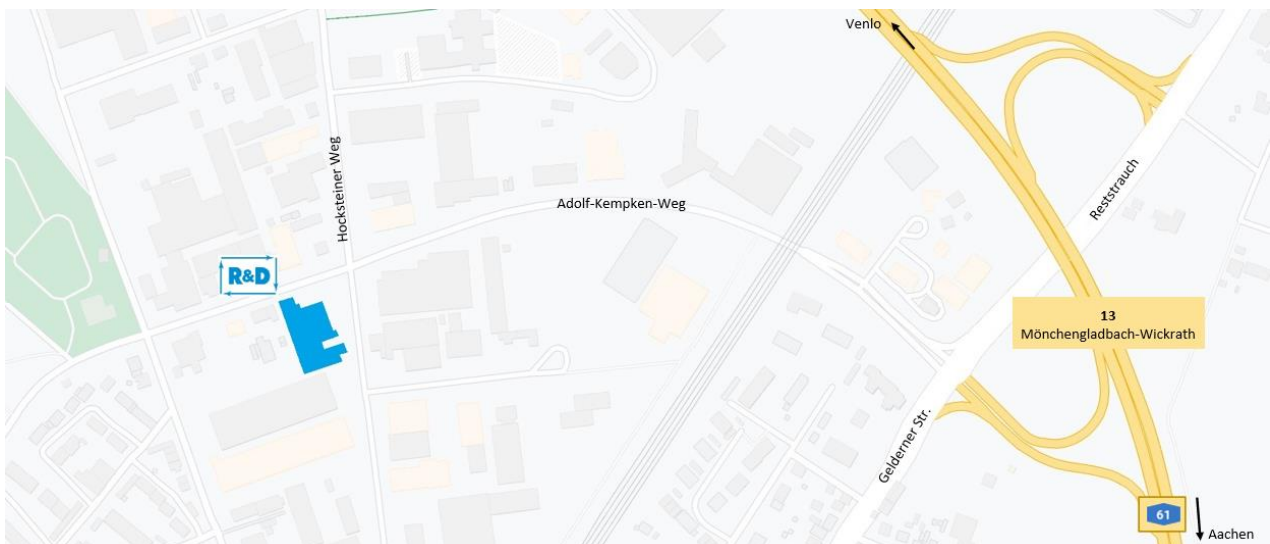 Venlo
Hocksteiner Weg
Reststrauch
Adolf-Kempken-Weg
R&D
13
Mönchengladbach-Wickrath
Gelderner Str.
61
Aachen